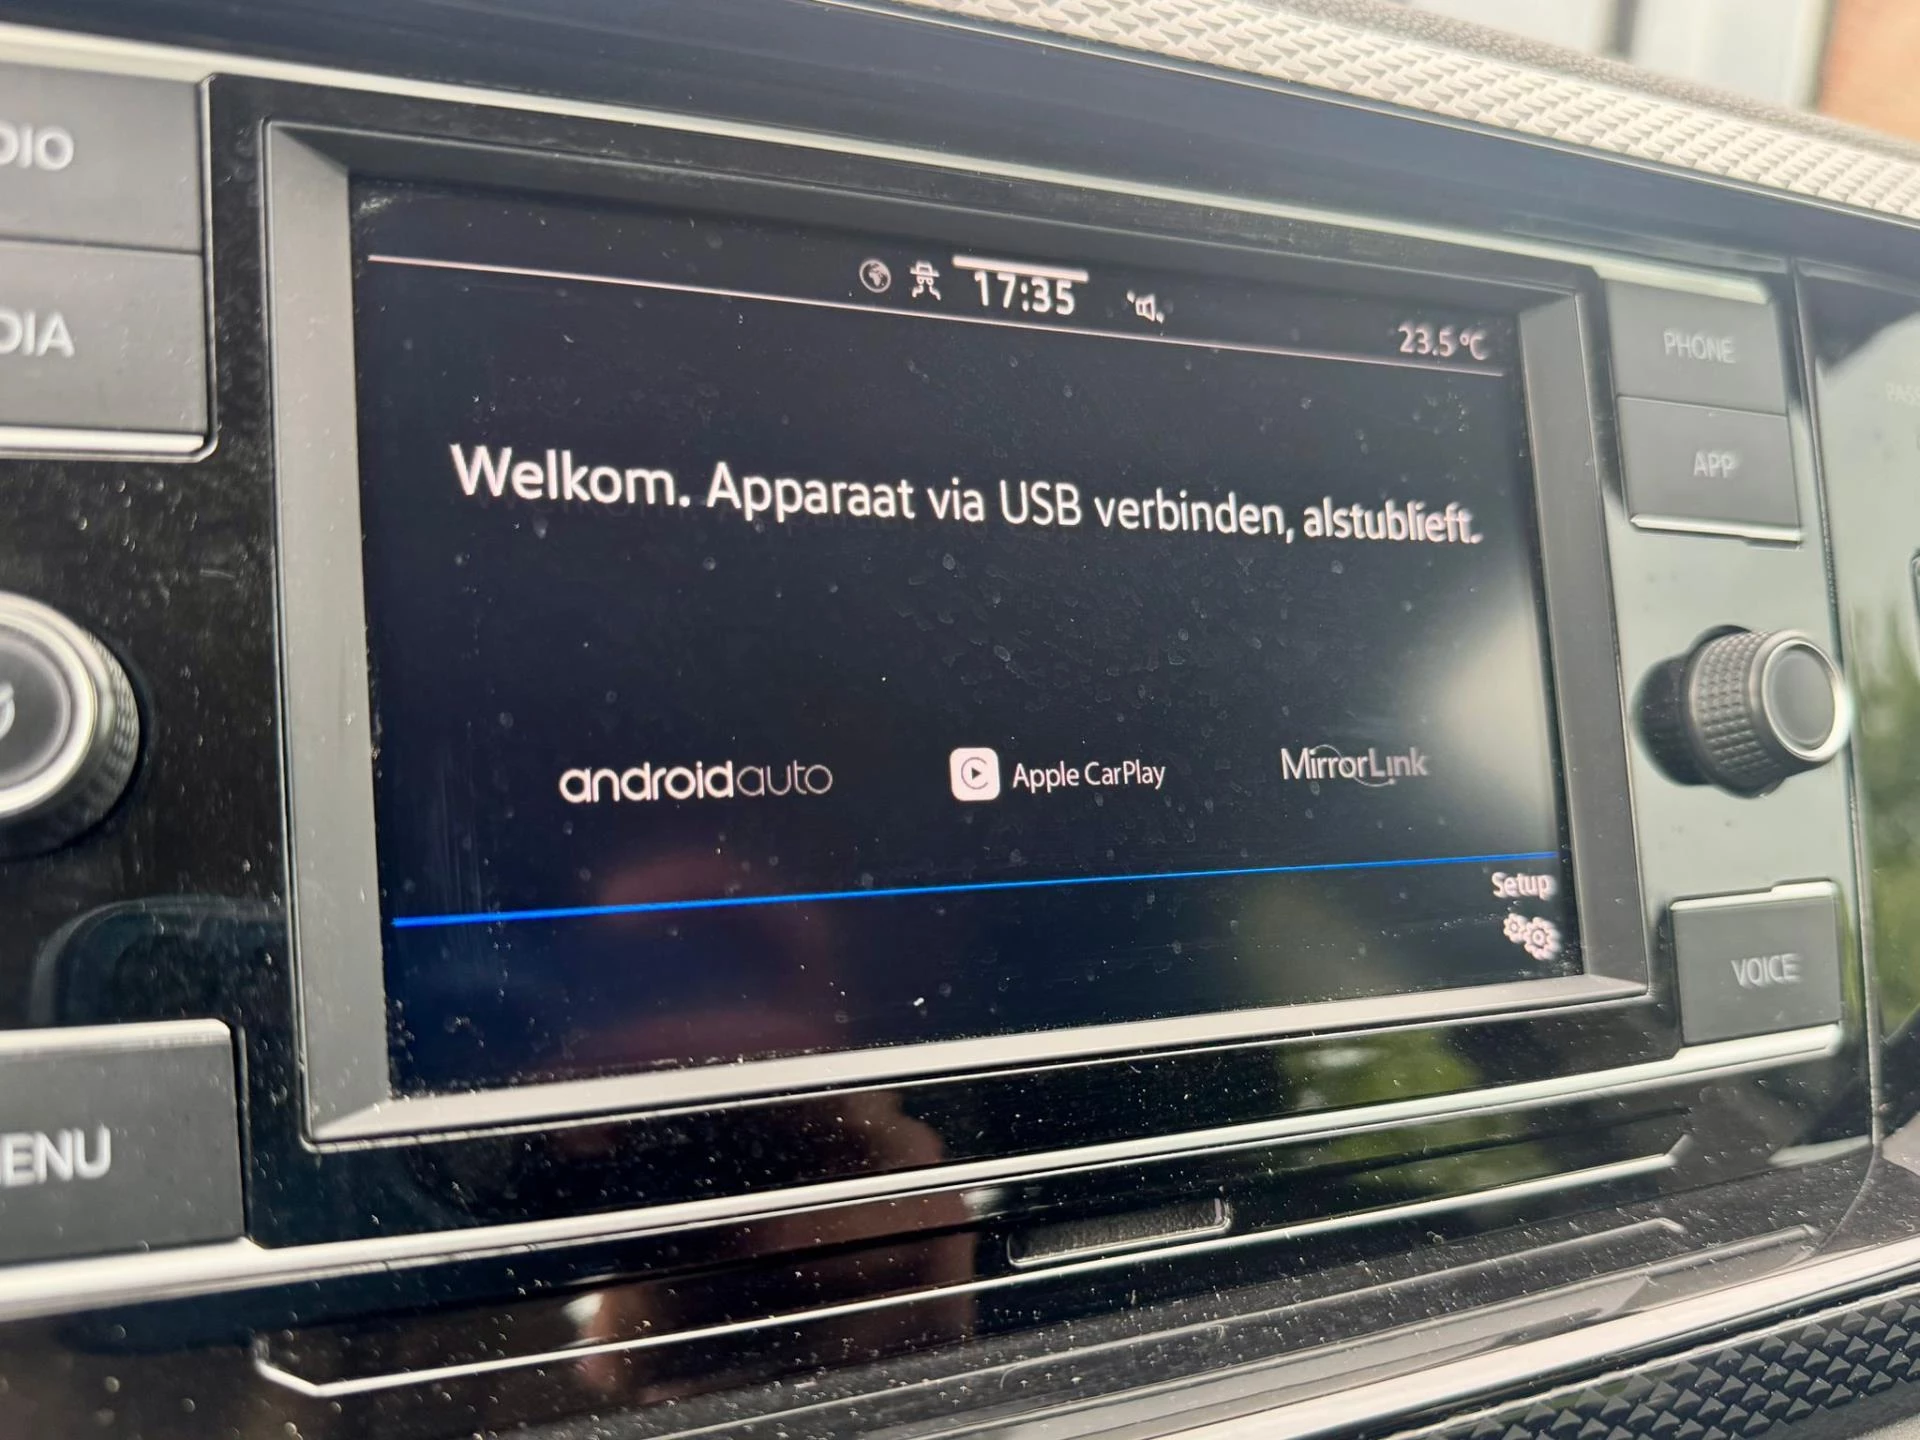 DIO
DIA
ENU
17:35
23.5 °C
Welkom. Apparaat via USB verbinden, alstublieft.
androidauto
Apple CarPlay
MirrorLink
Setup
PHONE
APP
VOICE